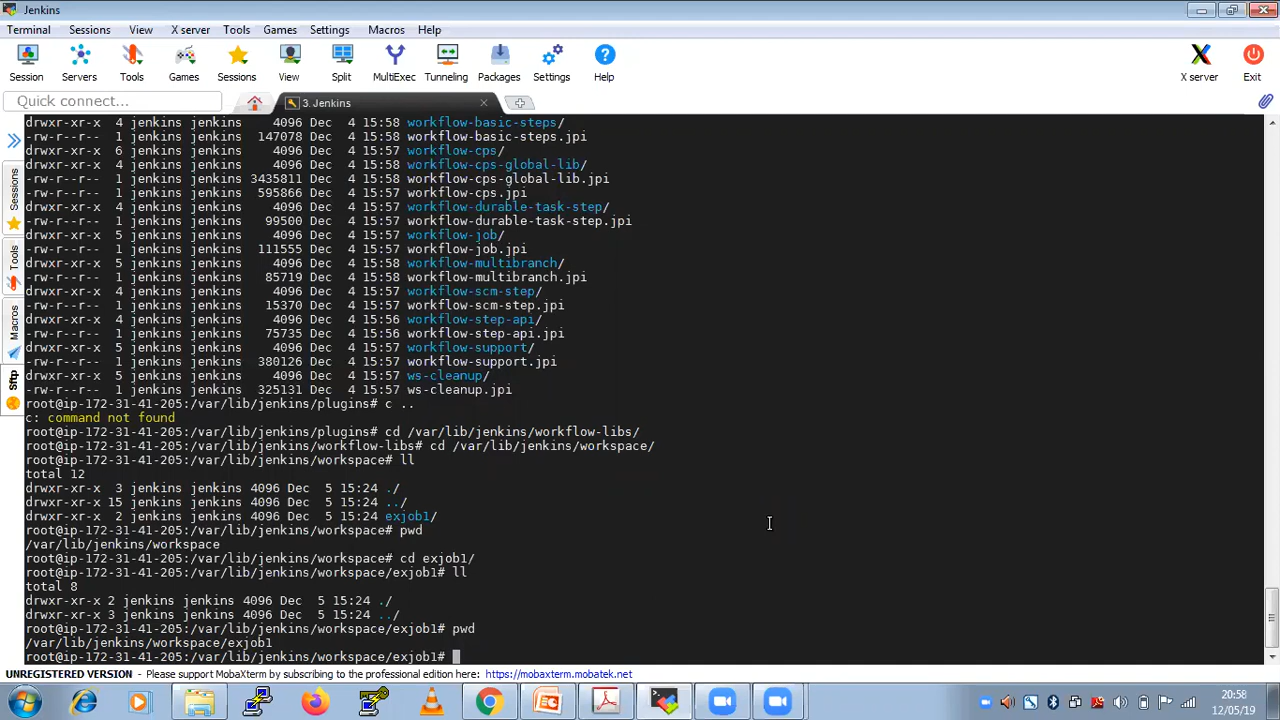 Jenkins
Terminal Sessions View X server Tools Games Settings Macros Help
Session Servers Tools Games Sessions View Split MultiExec Tunneling Packages Settings Help X server Exit
Quick connect...
3. Jenkins
Sessions
Tools
Macros
Sftp
drwxr-xr-x 4 jenkins jenkins 4096 Dec 4 15:58 workflow-basic-steps/
-rw-r--r-- 1 jenkins jenkins 147078 Dec 4 15:58 workflow-basic-steps.jpi
drwxr-xr-x 6 jenkins jenkins 4096 Dec 4 15:57 workflow-cps/
drwxr-xr-x 4 jenkins jenkins 4096 Dec 4 15:58 workflow-cps-global-lib/
-rw-r--r-- 1 jenkins jenkins 3435811 Dec 4 15:58 workflow-cps-global-lib.jpi
-rw-r--r-- 1 jenkins jenkins 595866 Dec 4 15:57 workflow-cps.jpi
drwxr-xr-x 4 jenkins jenkins 4096 Dec 4 15:57 workflow-durable-task-step/
-rw-r--r-- 1 jenkins jenkins 99500 Dec 4 15:57 workflow-durable-task-step.jpi
drwxr-xr-x 5 jenkins jenkins 4096 Dec 4 15:57 workflow-job/
-rw-r--r-- 1 jenkins jenkins 111555 Dec 4 15:57 workflow-job.jpi
drwxr-xr-x 5 jenkins jenkins 4096 Dec 4 15:58 workflow-multibranch/
-rw-r--r-- 1 jenkins jenkins 85719 Dec 4 15:58 workflow-multibranch.jpi
drwxr-xr-x 4 jenkins jenkins 4096 Dec 4 15:57 workflow-scm-step/
-rw-r--r-- 1 jenkins jenkins 15370 Dec 4 15:57 workflow-scm-step.jpi
drwxr-xr-x 4 jenkins jenkins 4096 Dec 4 15:56 workflow-step-api/
-rw-r--r-- 1 jenkins jenkins 75735 Dec 4 15:56 workflow-step-api.jpi
drwxr-xr-x 5 jenkins jenkins 4096 Dec 4 15:57 workflow-support/
-rw-r--r-- 1 jenkins jenkins 380126 Dec 4 15:57 workflow-support.jpi
drwxr-xr-x 5 jenkins jenkins 4096 Dec 4 15:57 ws-cleanup/
-rw-r--r-- 1 jenkins jenkins 325131 Dec 4 15:57 ws-cleanup.jpi
root@ip-172-31-41-205:/var/lib/jenkins/plugins# c ..
c: command not found
root@ip-172-31-41-205:/var/lib/jenkins/plugins# cd /var/lib/jenkins/workflow-libs/
root@ip-172-31-41-205:/var/lib/jenkins/workflow-libs# cd /var/lib/jenkins/workspace/
root@ip-172-31-41-205:/var/lib/jenkins/workspace# ll
total 12
drwxr-xr-x 3 jenkins jenkins 4096 Dec 5 15:24 ./
drwxr-xr-x 15 jenkins jenkins 4096 Dec 5 15:24 ../
drwxr-xr-x 2 jenkins jenkins 4096 Dec 5 15:24 exjob1/
root@ip-172-31-41-205:/var/lib/jenkins/workspace# pwd
/var/lib/jenkins/workspace
root@ip-172-31-41-205:/var/lib/jenkins/workspace# cd exjob1/
root@ip-172-31-41-205:/var/lib/jenkins/workspace/exjob1# ll
total 8
drwxr-xr-x 2 jenkins jenkins 4096 Dec 5 15:24 ./
drwxr-xr-x 3 jenkins jenkins 4096 Dec 5 15:24 ../
root@ip-172-31-41-205:/var/lib/jenkins/workspace/exjob1# pwd
/var/lib/jenkins/workspace/exjob1
root@ip-172-31-41-205:/var/lib/jenkins/workspace/exjob1#
UNREGISTERED VERSION - Please support MobaXterm by subscribing to the professional edition here: https://mobaxterm.mobatek.net
20:58
12/05/19